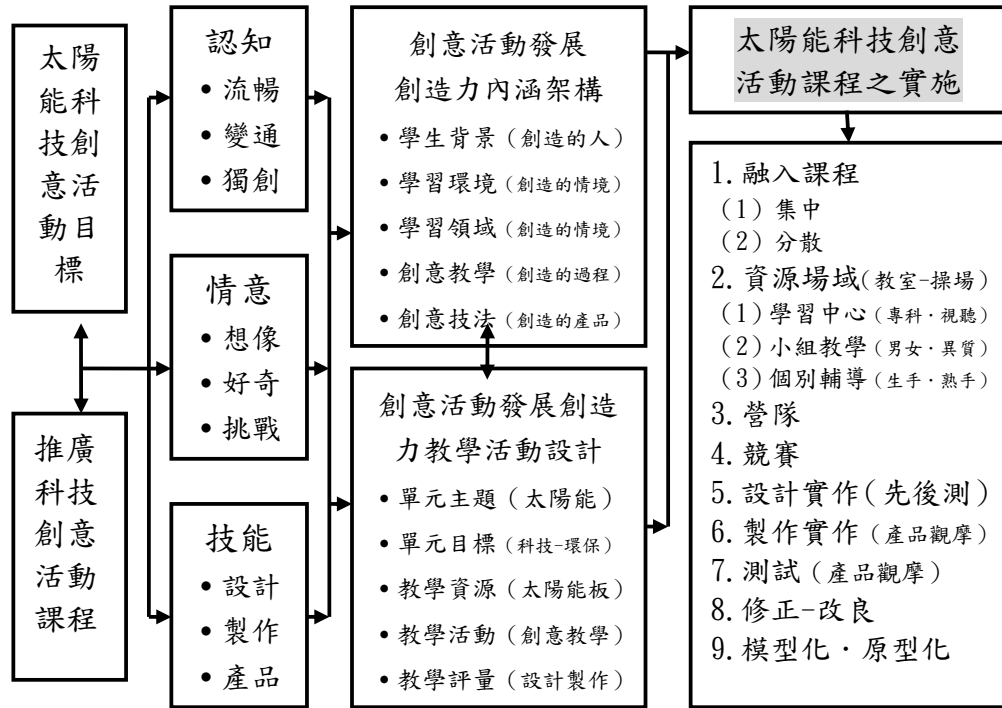 太陽
能科
技創
意活
動目
標
推廣
科技
創意
活動
課程
認知
• 流暢
• 變通
• 獨創
情意
• 想像
• 好奇
• 挑戰
技能
• 設計
• 製作
• 產品
創意活動發展
創造力內涵架構
• 學生背景（創造的人）
• 學習環境（創造的情境）
• 學習領域（創造的情境）
• 創意教學（創造的過程）
• 創意技法（創造的產品）
創意活動發展創造
力教學活動設計
• 單元主題（太陽能）
• 單元目標（科技-環保）
• 教學資源（太陽能板）
• 教學活動（創意教學）
• 教學評量（設計製作）
太陽能科技創意
活動課程之實施
1. 融入課程
（1）集中
（2）分散
2. 資源場域(教室-操場)
（1）學習中心（專科‧視聽）
（2）小組教學（男女‧異質）
（3）個別輔導（生手‧熟手）
3. 營隊
4. 競賽
5. 設計實作(先後測)
6. 製作實作（產品觀摩）
7. 測試（產品觀摩）
8. 修正-改良
9. 模型化‧原型化